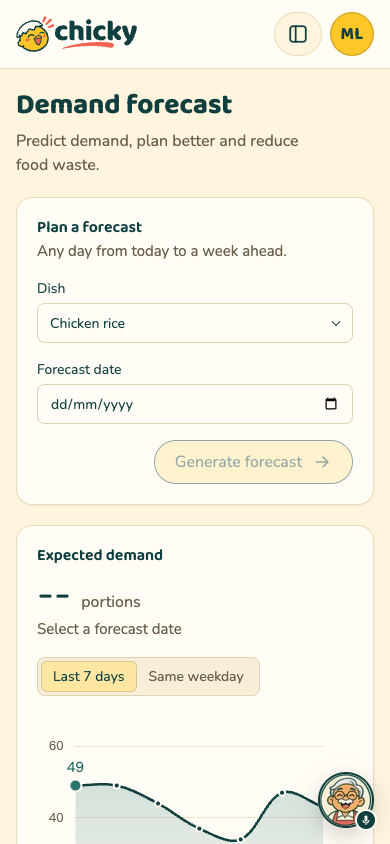 chicky
MŁ
Demand forecast
Predict demand, plan better and reduce
food waste.
Plan a forecast
Any day from today to a week ahead.
Dish
Chicken rice
Forecast date
dd/mm/yyyy
Generate forecast
Expected demand
-- portions
Select a forecast date
Last 7 days Same weekday
60
49
40